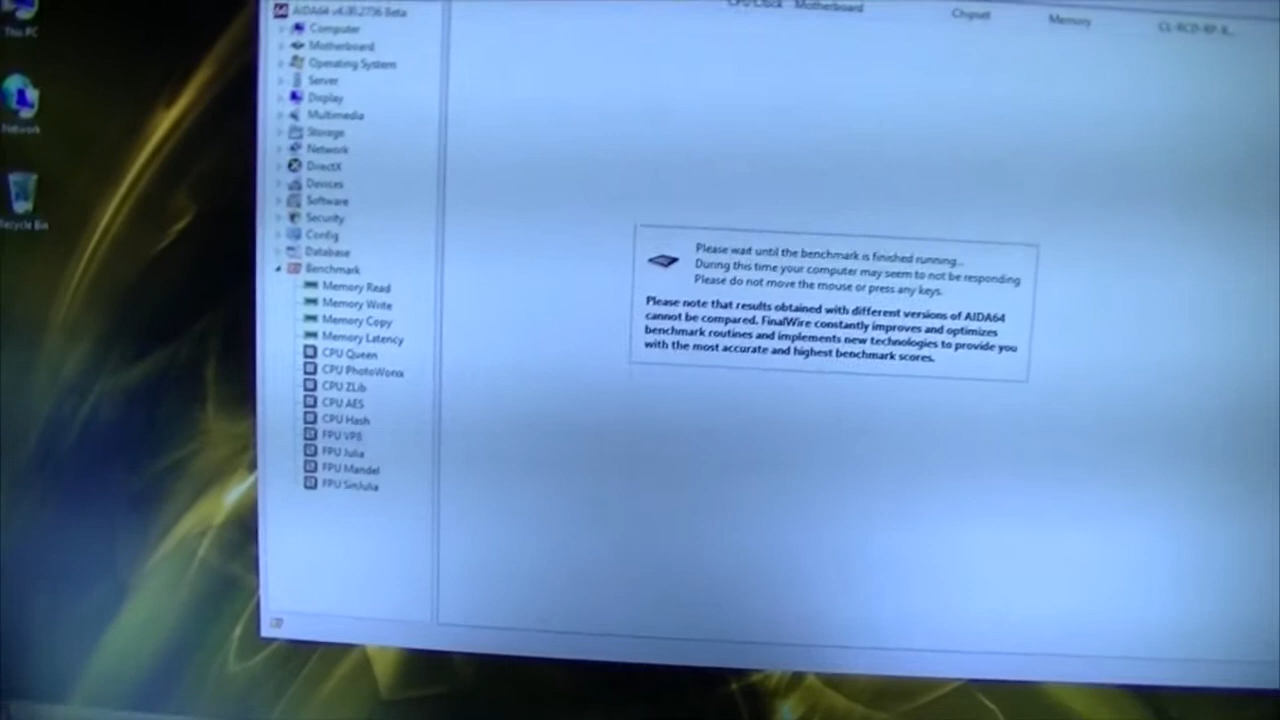 This PC
Network
Recycle Bin
AIDA64 v4.00.2736 Beta
Computer
Motherboard
Operating System
Server
Display
Multimedia
Storage
Network
DirectX
Devices
Software
Security
Config
Database
Benchmark
Memory Read
Memory Write
Memory Copy
Memory Latency
CPU Queen
CPU PhotoWorxx
CPU ZLib
CPU AES
CPU Hash
FPU VP8
FPU Julia
FPU Mandel
FPU SinJulia
CPU Clock Motherboard Chipset Memory CL-RCD-RP-R...
Please wait until the benchmark is finished running...
During this time your computer may seem to not be responding
Please do not move the mouse or press any keys.
Please note that results obtained with different versions of AIDA64
cannot be compared. FinalWire constantly improves and optimizes
benchmark routines and implements new technologies to provide you
with the most accurate and highest benchmark scores.